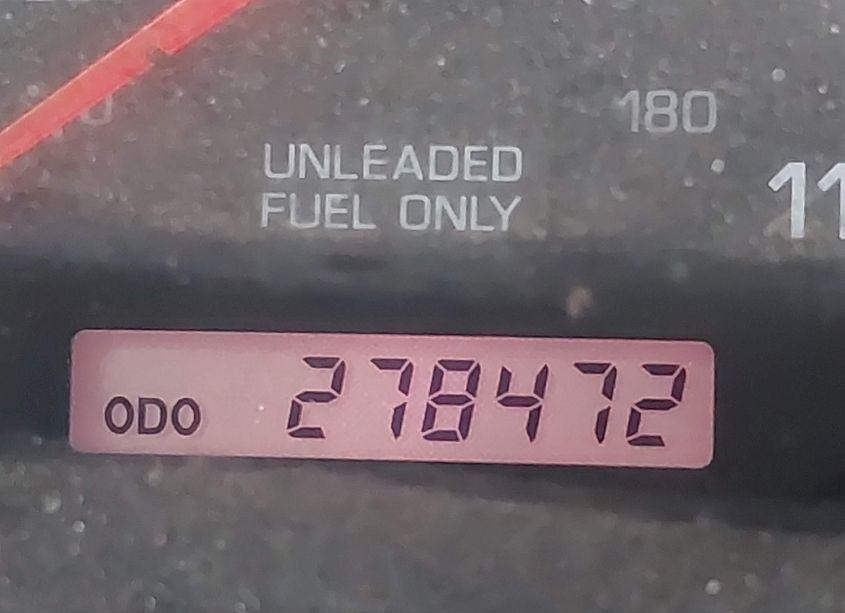 180
UNLEADED
FUEL ONLY
ODO 278472